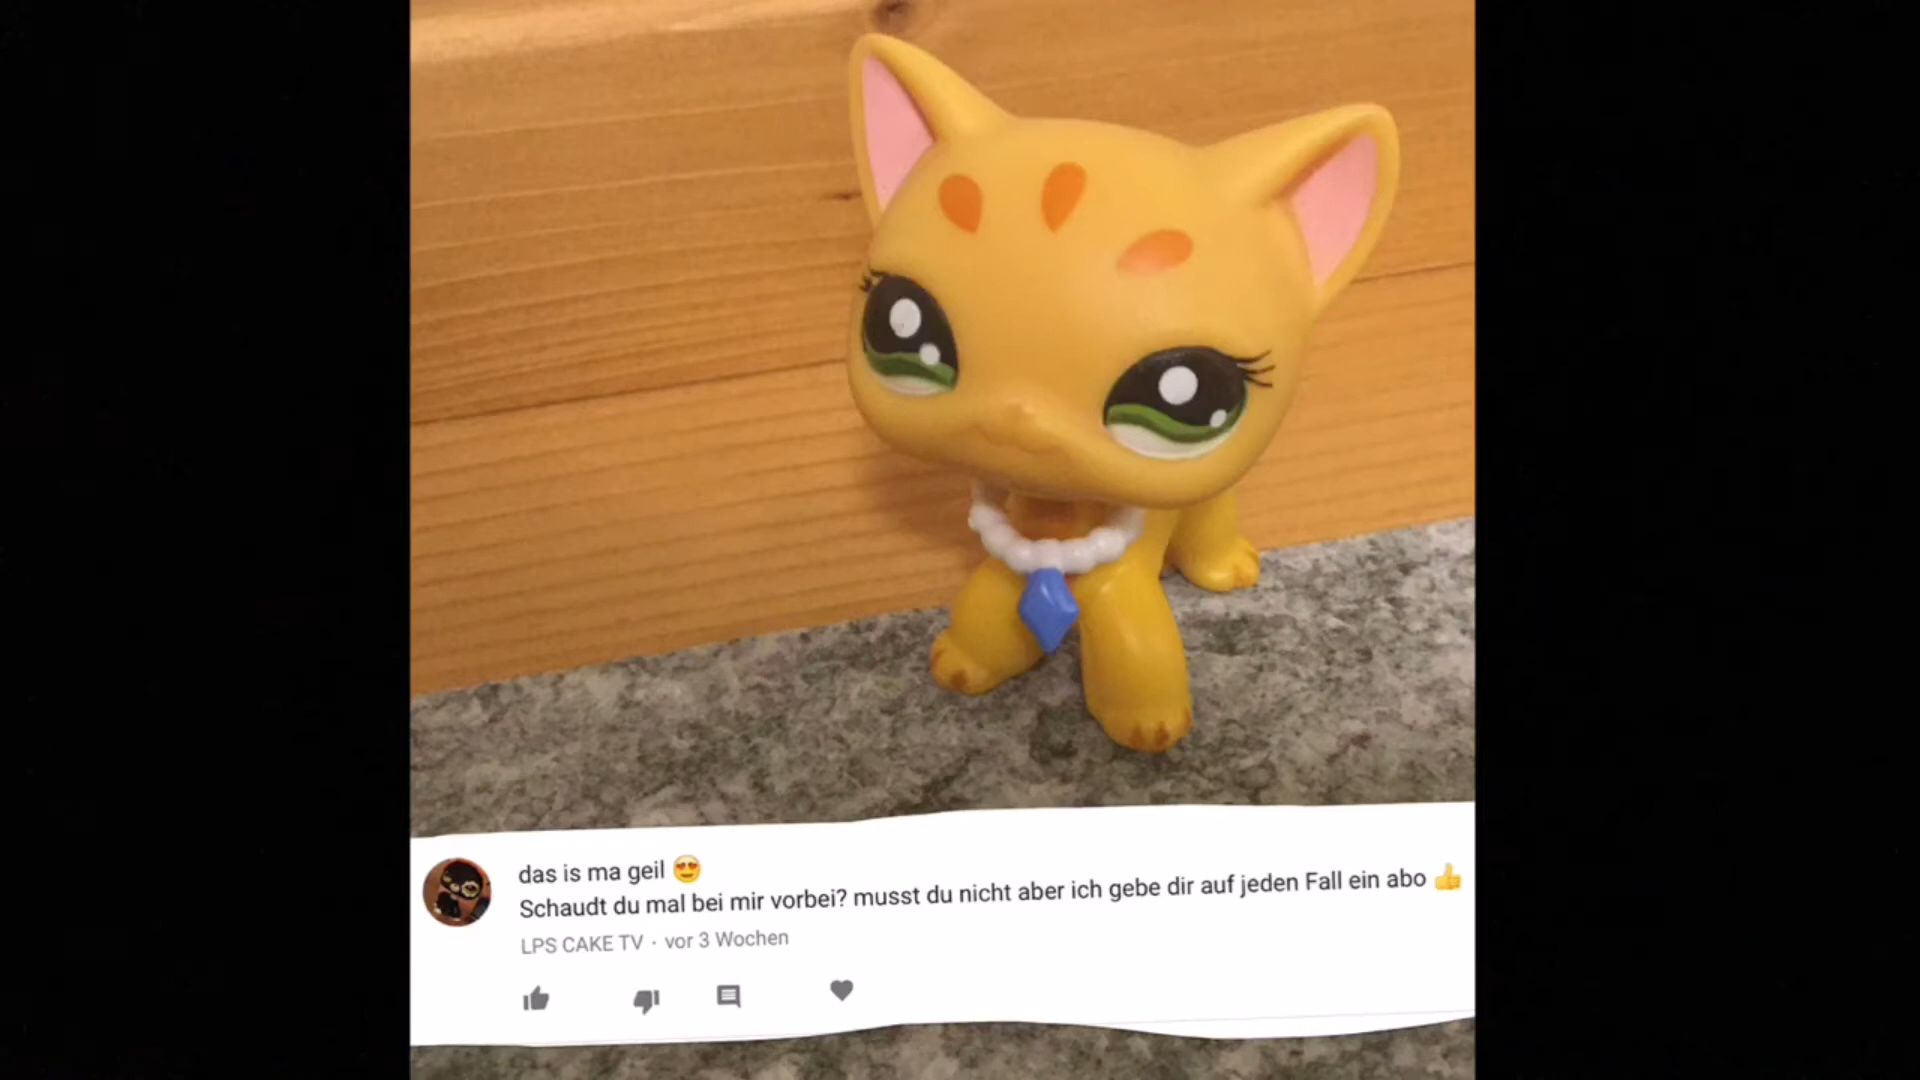 das is ma geil 😍
Schaudt du mal bei mir vorbei? musst du nicht aber ich gebe dir auf jeden Fall ein abo 👍
LPS CAKE TV · vor 3 Wochen